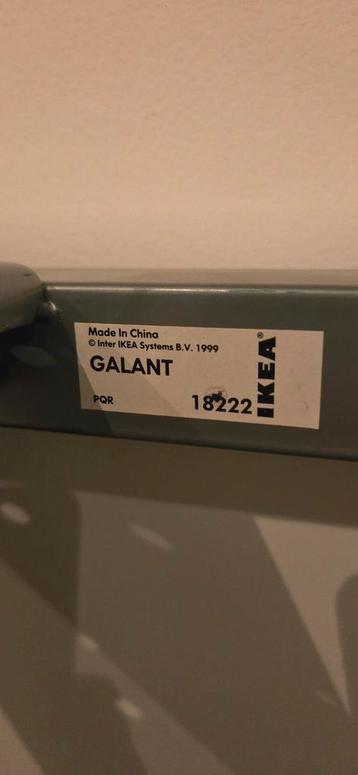 Made In China
© Inter IKEA Systems B.V. 1999
GALANT
PQR 18222
IKEA®